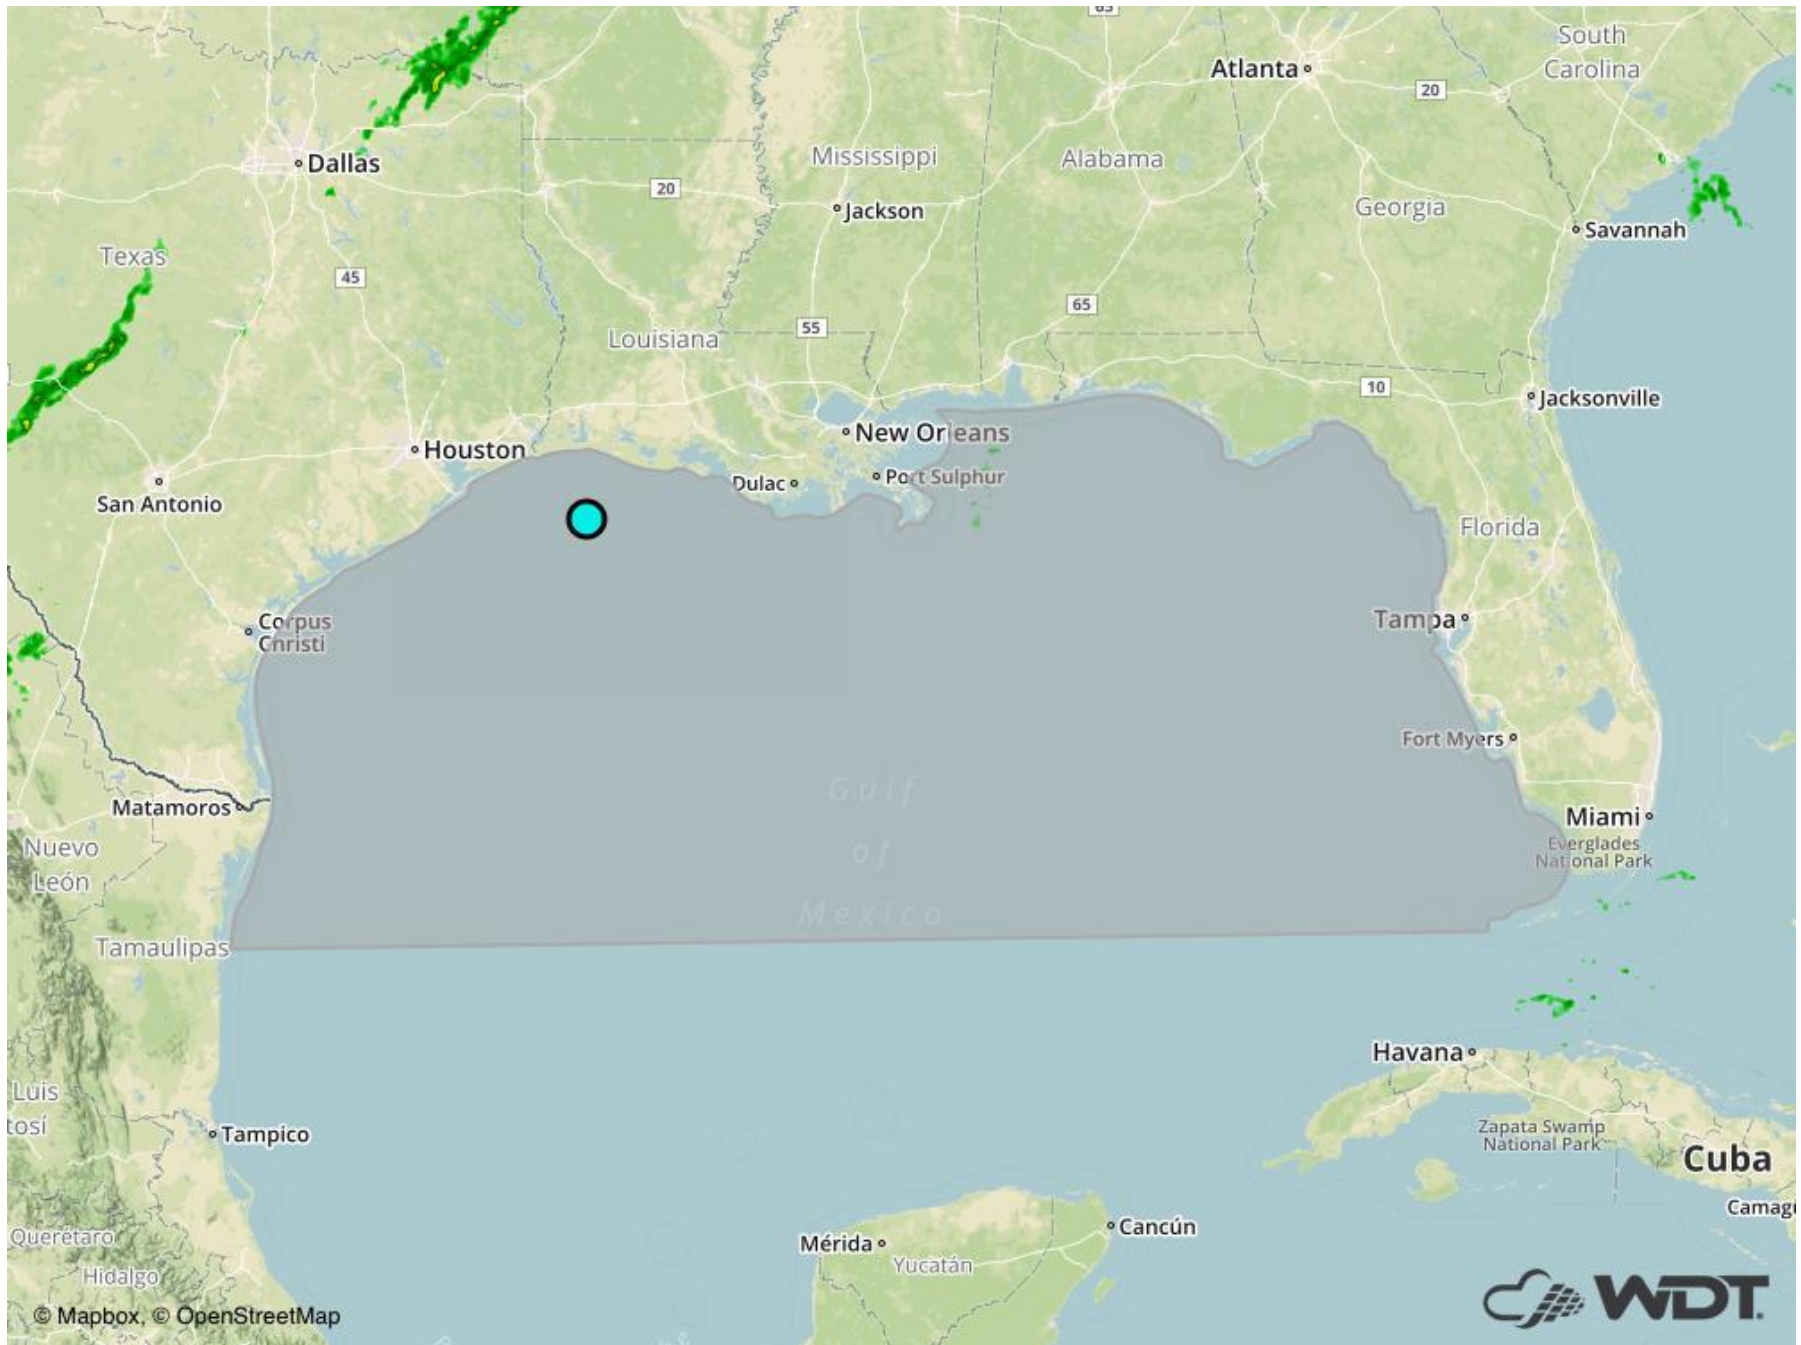 South
Carolina
Atlanta
20
Dallas
Mississippi
Alabama
20
Jackson
Georgia
Savannah
Texas
45
65
55
Louisiana
10
Jacksonville
New Orleans
Houston
Dulac
Port Sulphur
San Antonio
Florida
Corpus
Christi
Tampa
Fort Myers
Gulf
of
Mexico
Matamoros
Miami
Everglades
National Park
Nuevo
León
Tamaulipas
Havana
Luis
tosí
Tampico
Zapata Swamp
National Park
Cuba
Camagü
Cancún
Mérida
Yucatán
Querétaro
Hidalgo
© Mapbox, © OpenStreetMap
WDT